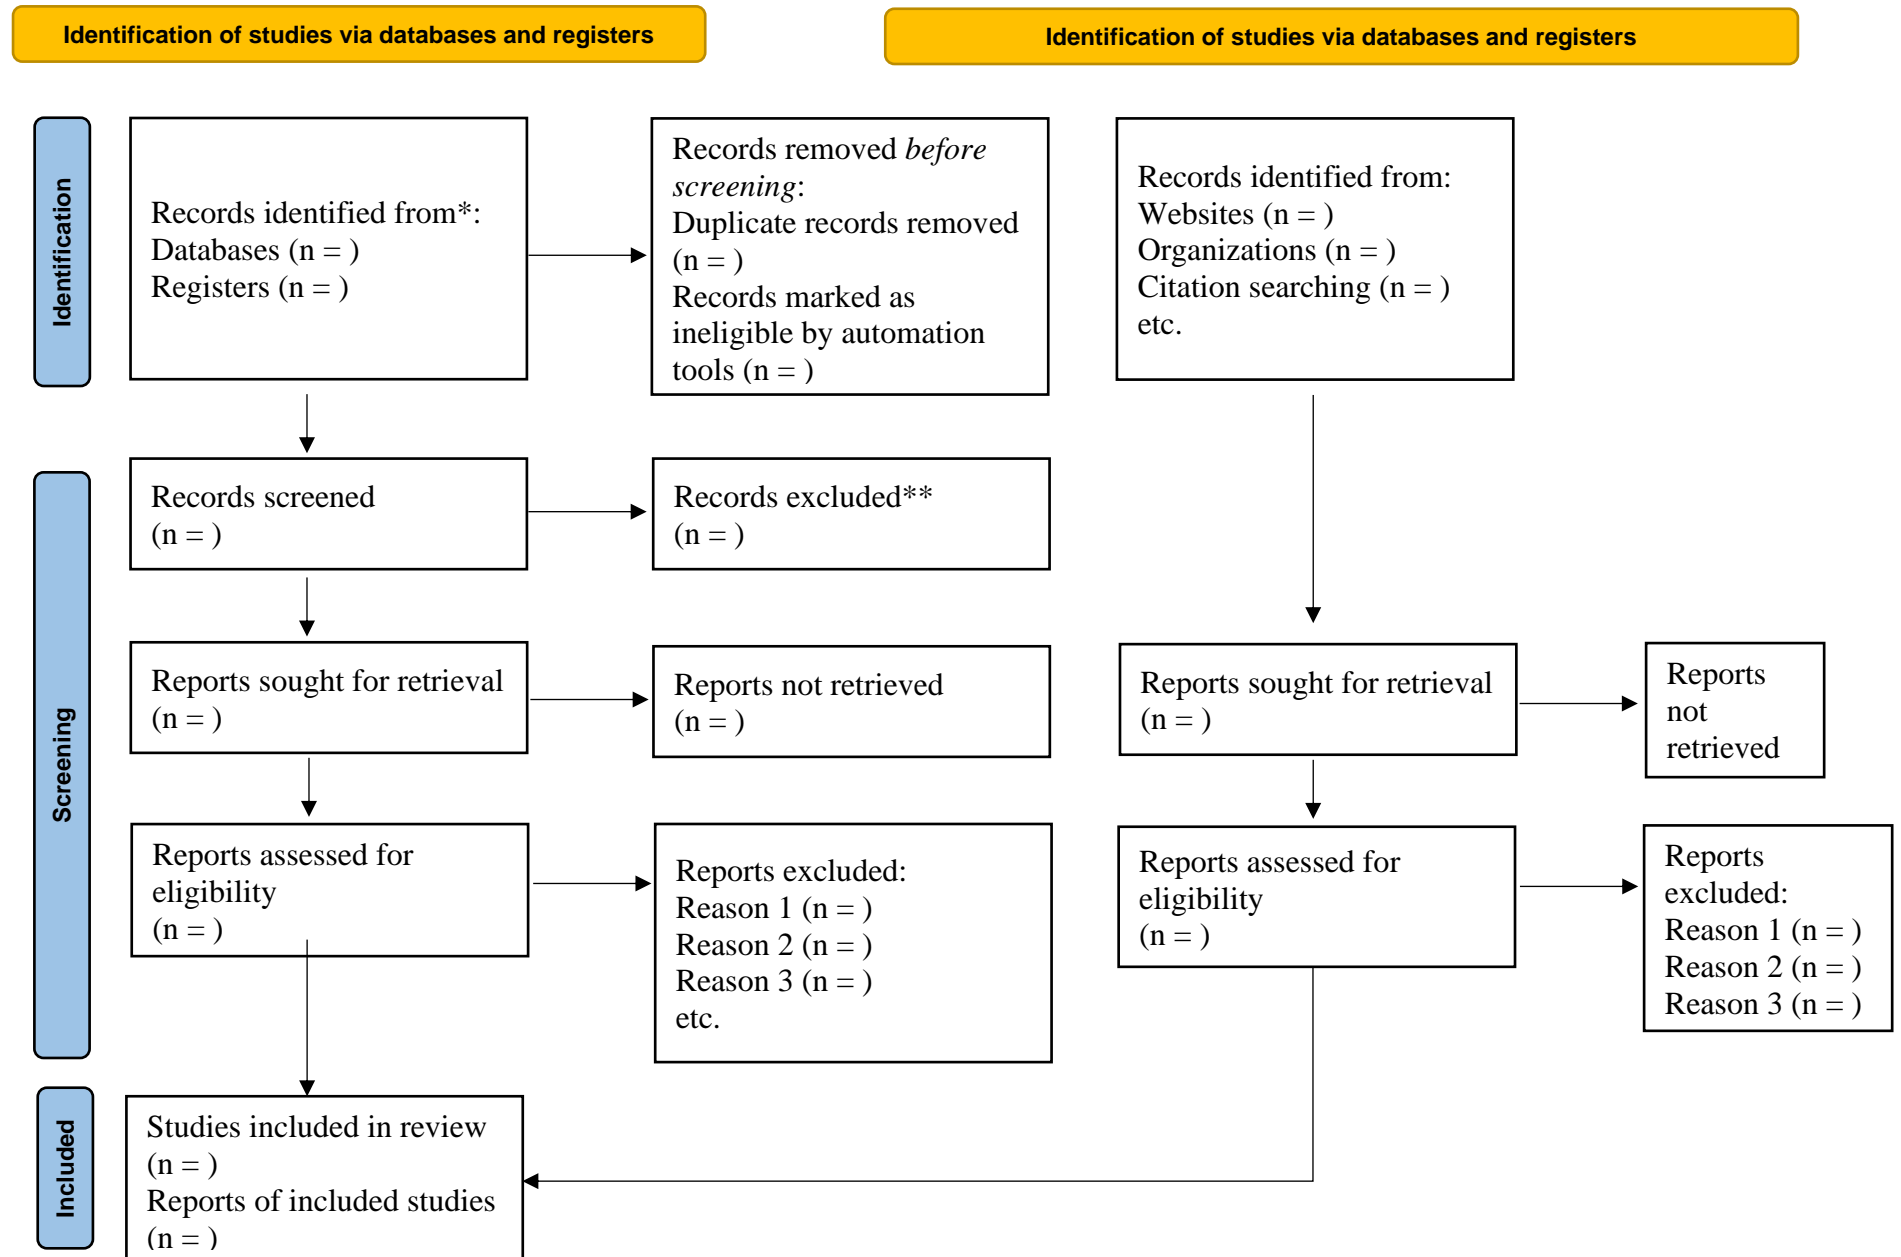 Identification of studies via databases and registers
Identification of studies via databases and registers
Identification
Records identified from*:
Databases (n = )
Registers (n = )
Records removed before
screening:
Duplicate records removed
(n = )
Records marked as
ineligible by automation
tools (n = )
Records identified from:
Websites (n = )
Organizations (n = )
Citation searching (n = )
etc.
Screening
Records screened
(n = )
Records excluded**
(n = )
Reports sought for retrieval
(n = )
Reports not retrieved
(n = )
Reports sought for retrieval
(n = )
Reports
not
retrieved
Reports assessed for
eligibility
(n = )
Reports excluded:
Reason 1 (n = )
Reason 2 (n = )
Reason 3 (n = )
etc.
Reports assessed for
eligibility
(n = )
Reports
excluded:
Reason 1 (n = )
Reason 2 (n = )
Reason 3 (n = )
Included
Studies included in review
(n = )
Reports of included studies
(n = )